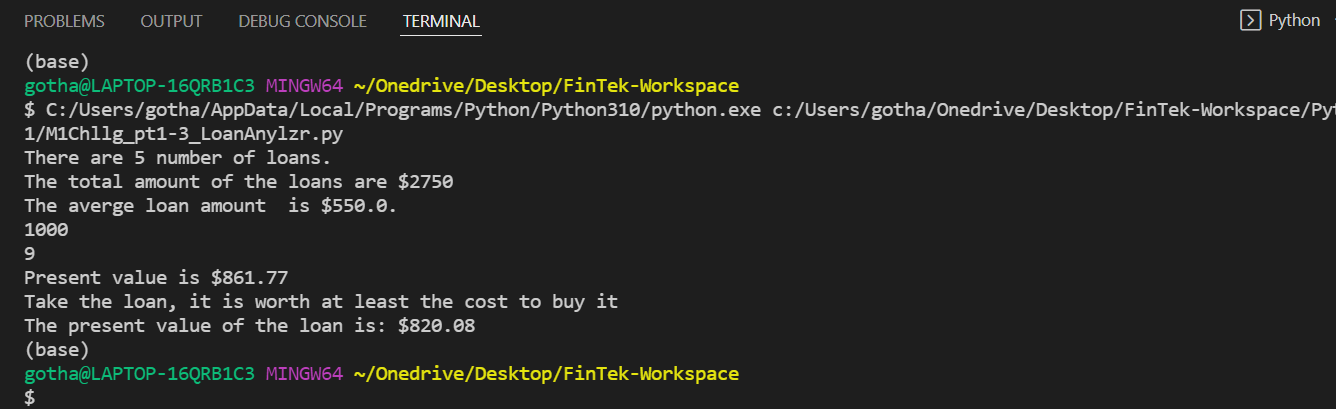 PROBLEMS OUTPUT DEBUG CONSOLE TERMINAL Python
(base)
gotha@LAPTOP-16QRB1C3 MINGW64 ~/Onedrive/Desktop/FinTek-Workspace
$ C:/Users/gotha/AppData/Local/Programs/Python/Python310/python.exe c:/Users/gotha/Onedrive/Desktop/FinTek-Workspace/Pyt
1/M1Chllg_pt1-3_LoanAnylzr.py
There are 5 number of loans.
The total amount of the loans are $2750
The averge loan amount  is $550.0.
1000
9
Present value is $861.77
Take the loan, it is worth at least the cost to buy it
The present value of the loan is: $820.08
(base)
gotha@LAPTOP-16QRB1C3 MINGW64 ~/Onedrive/Desktop/FinTek-Workspace
$